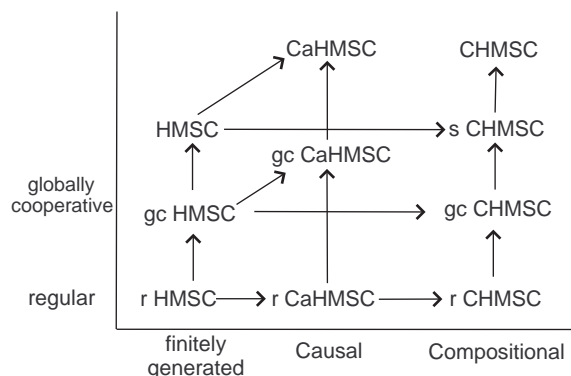 CaHMSC CHMSC
HMSC s CHMSC
gc CaHMSC
globally
cooperative
gc HMSC gc CHMSC
regular r HMSC r CaHMSC r CHMSC
finitely
generated Causal Compositional